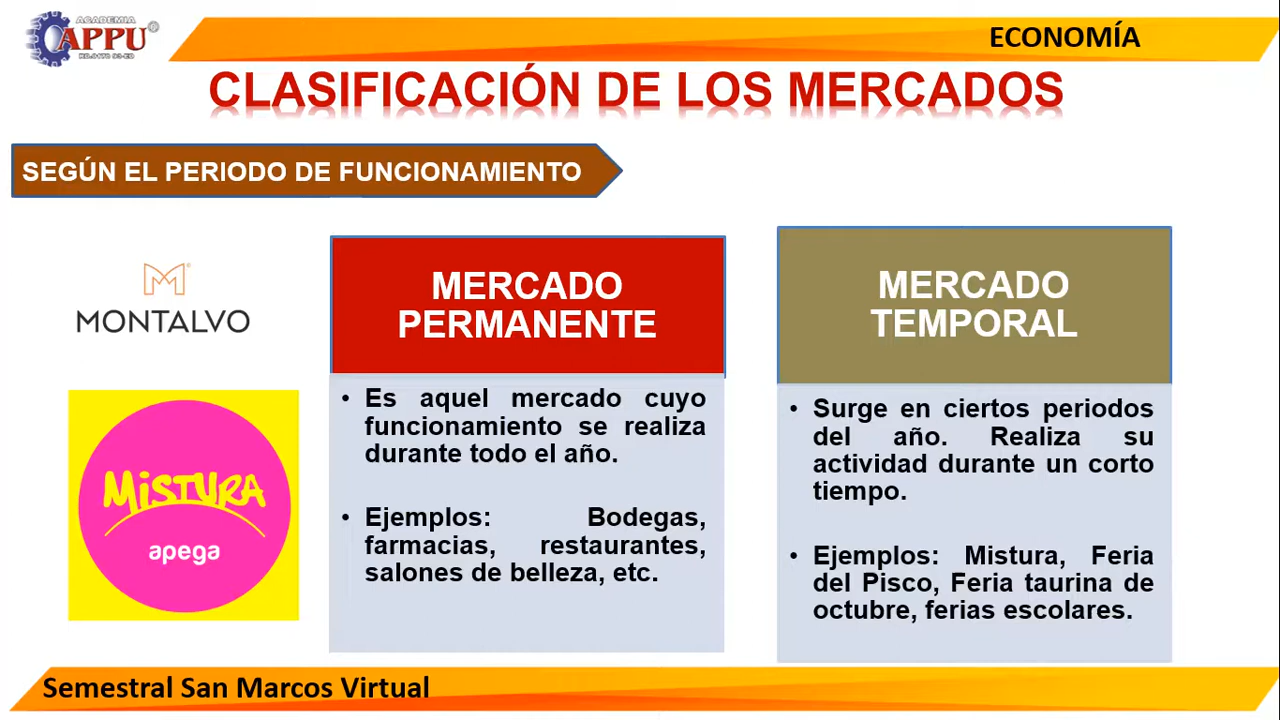 ACADEMIA
APPU
ECONOMÍA
CLASIFICACIÓN DE LOS MERCADOS
SEGÚN EL PERIODO DE FUNCIONAMIENTO
MONTALVO
MISTURA
apega
MERCADO
PERMANENTE
• Es aquel mercado cuyo
funcionamiento se realiza
durante todo el año.
• Ejemplos: Bodegas,
farmacias, restaurantes,
salones de belleza, etc.
MERCADO
TEMPORAL
• Surge en ciertos periodos
del año. Realiza su
actividad durante un corto
tiempo.
• Ejemplos: Mistura, Feria
del Pisco, Feria taurina de
octubre, ferias escolares.
Semestral San Marcos Virtual